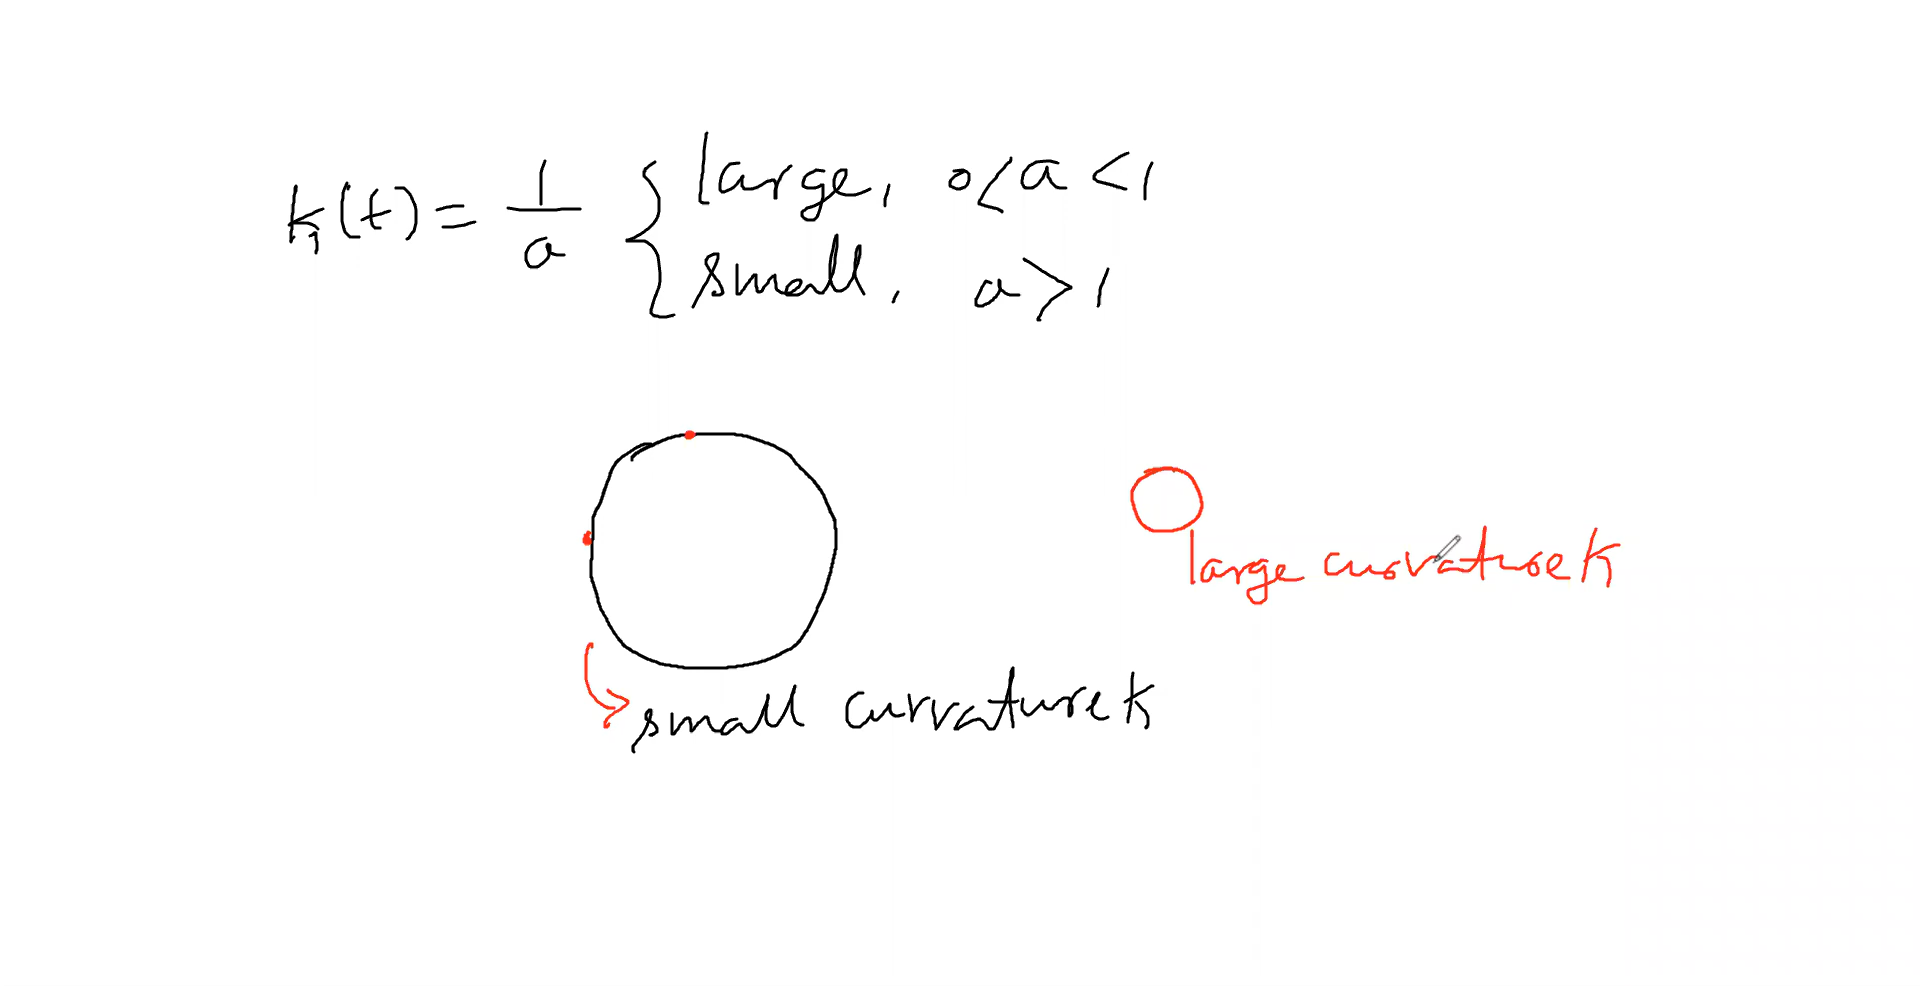 k(t) = 1/a { large, 0<a<1
small, a>1
large curvature k
small curvature k